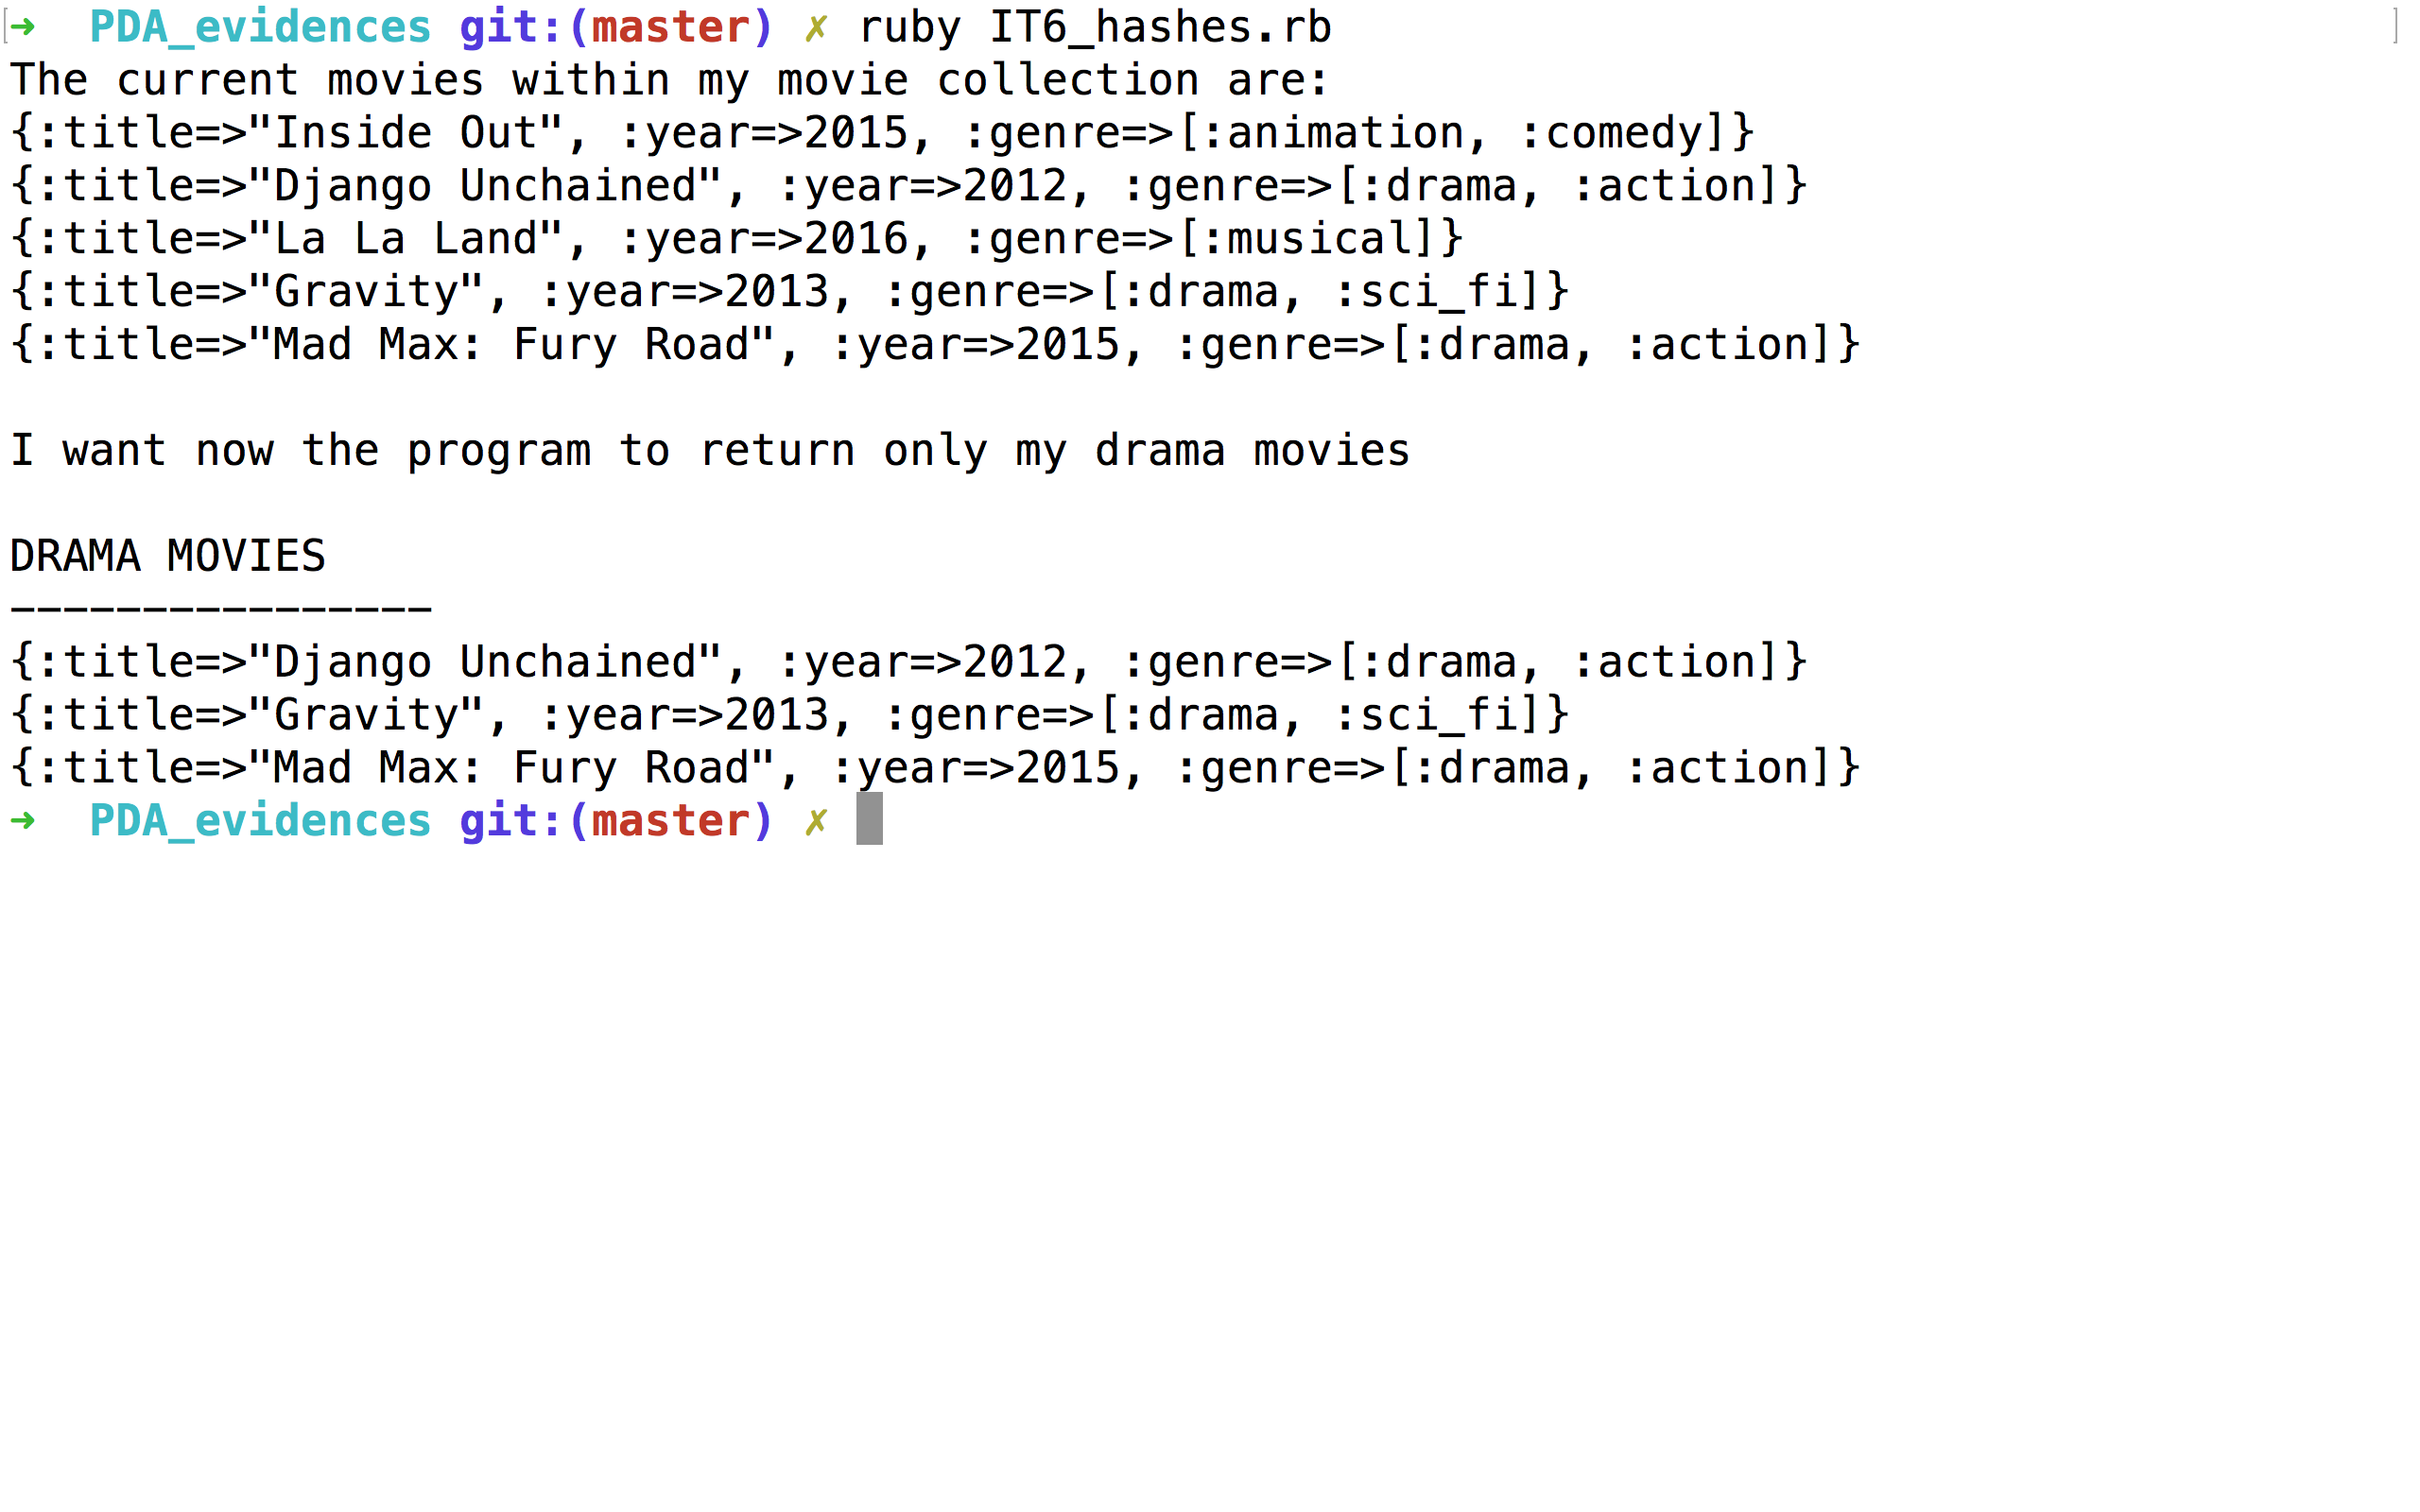 ➜  PDA_evidences git:(master) ✗ ruby IT6_hashes.rb
The current movies within my movie collection are:
{:title=>"Inside Out", :year=>2015, :genre=>[:animation, :comedy]}
{:title=>"Django Unchained", :year=>2012, :genre=>[:drama, :action]}
{:title=>"La La Land", :year=>2016, :genre=>[:musical]}
{:title=>"Gravity", :year=>2013, :genre=>[:drama, :sci_fi]}
{:title=>"Mad Max: Fury Road", :year=>2015, :genre=>[:drama, :action]}
I want now the program to return only my drama movies
DRAMA MOVIES
----------------
{:title=>"Django Unchained", :year=>2012, :genre=>[:drama, :action]}
{:title=>"Gravity", :year=>2013, :genre=>[:drama, :sci_fi]}
{:title=>"Mad Max: Fury Road", :year=>2015, :genre=>[:drama, :action]}
➜  PDA_evidences git:(master) ✗